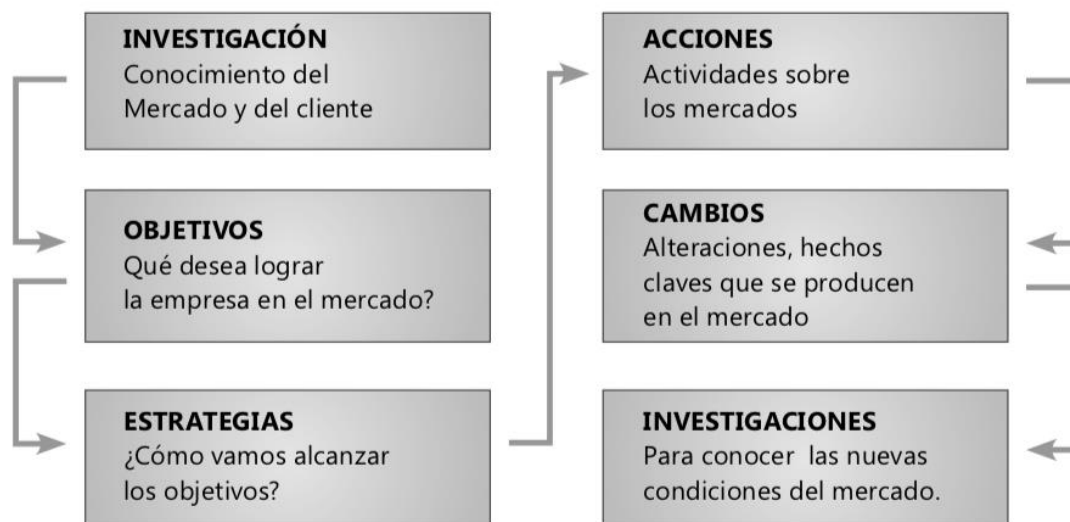 INVESTIGACIÓN
Conocimiento del
Mercado y del cliente
OBJETIVOS
Qué desea lograr
la empresa en el mercado?
ESTRATEGIAS
¿Cómo vamos alcanzar
los objetivos?
ACCIONES
Actividades sobre
los mercados
CAMBIOS
Alteraciones, hechos
claves que se producen
en el mercado
INVESTIGACIONES
Para conocer las nuevas
condiciones del mercado.